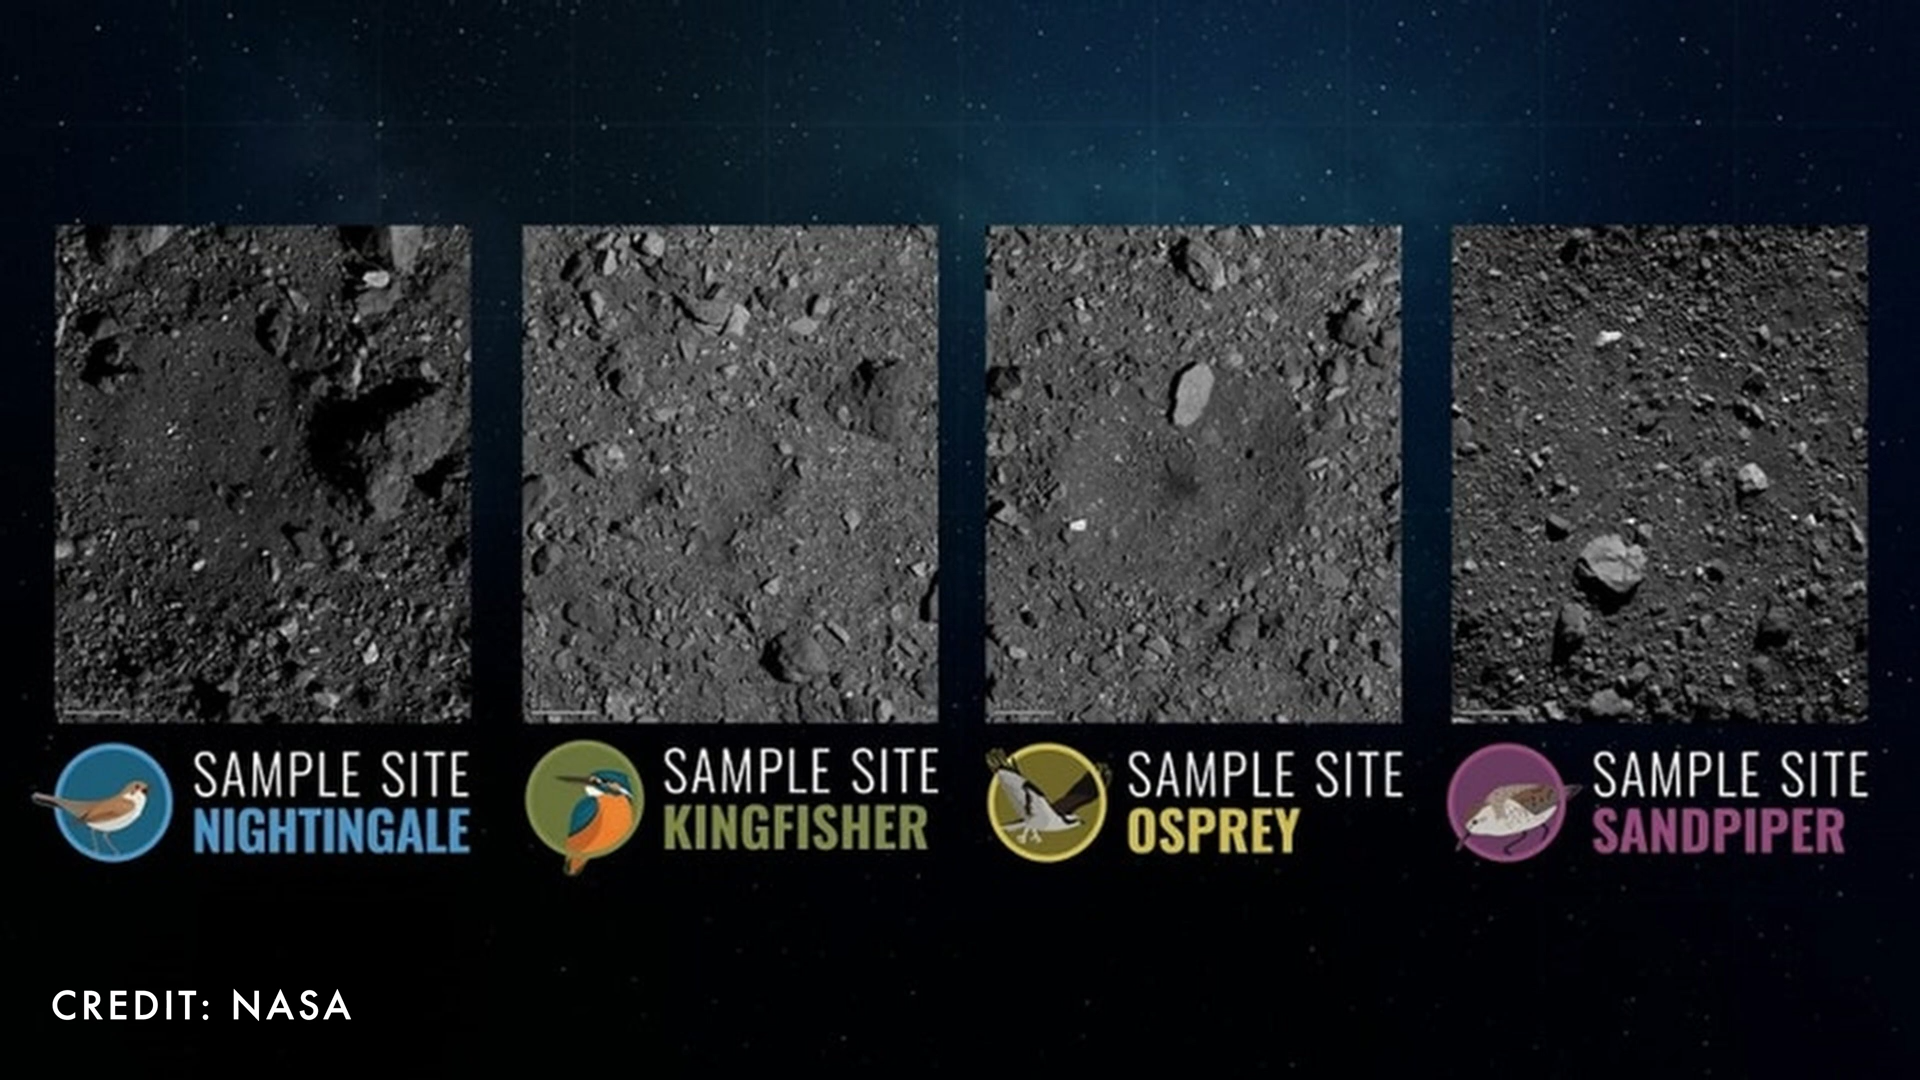 SAMPLE SITE
NIGHTINGALE
SAMPLE SITE
KINGFISHER
SAMPLE SITE
OSPREY
SAMPLE SITE
SANDPIPER
CREDIT: NASA